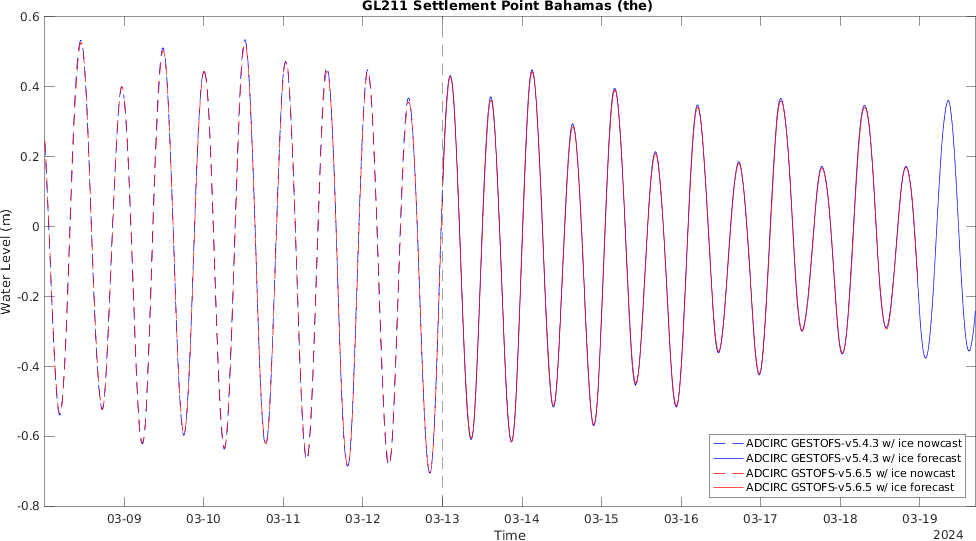 GL211 Settlement Point Bahamas (the)
0.6
0.4
0.2
0
-0.2
-0.4
-0.6
-0.8
Water Level (m)
ADCIRC GESTOFS-v5.4.3 w/ ice nowcast
ADCIRC GESTOFS-v5.4.3 w/ ice forecast
ADCIRC GSTOFS-v5.6.5 w/ ice nowcast
ADCIRC GSTOFS-v5.6.5 w/ ice forecast
03-09 03-10 03-11 03-12 03-13 03-14 03-15 03-16 03-17 03-18 03-19
Time
2024